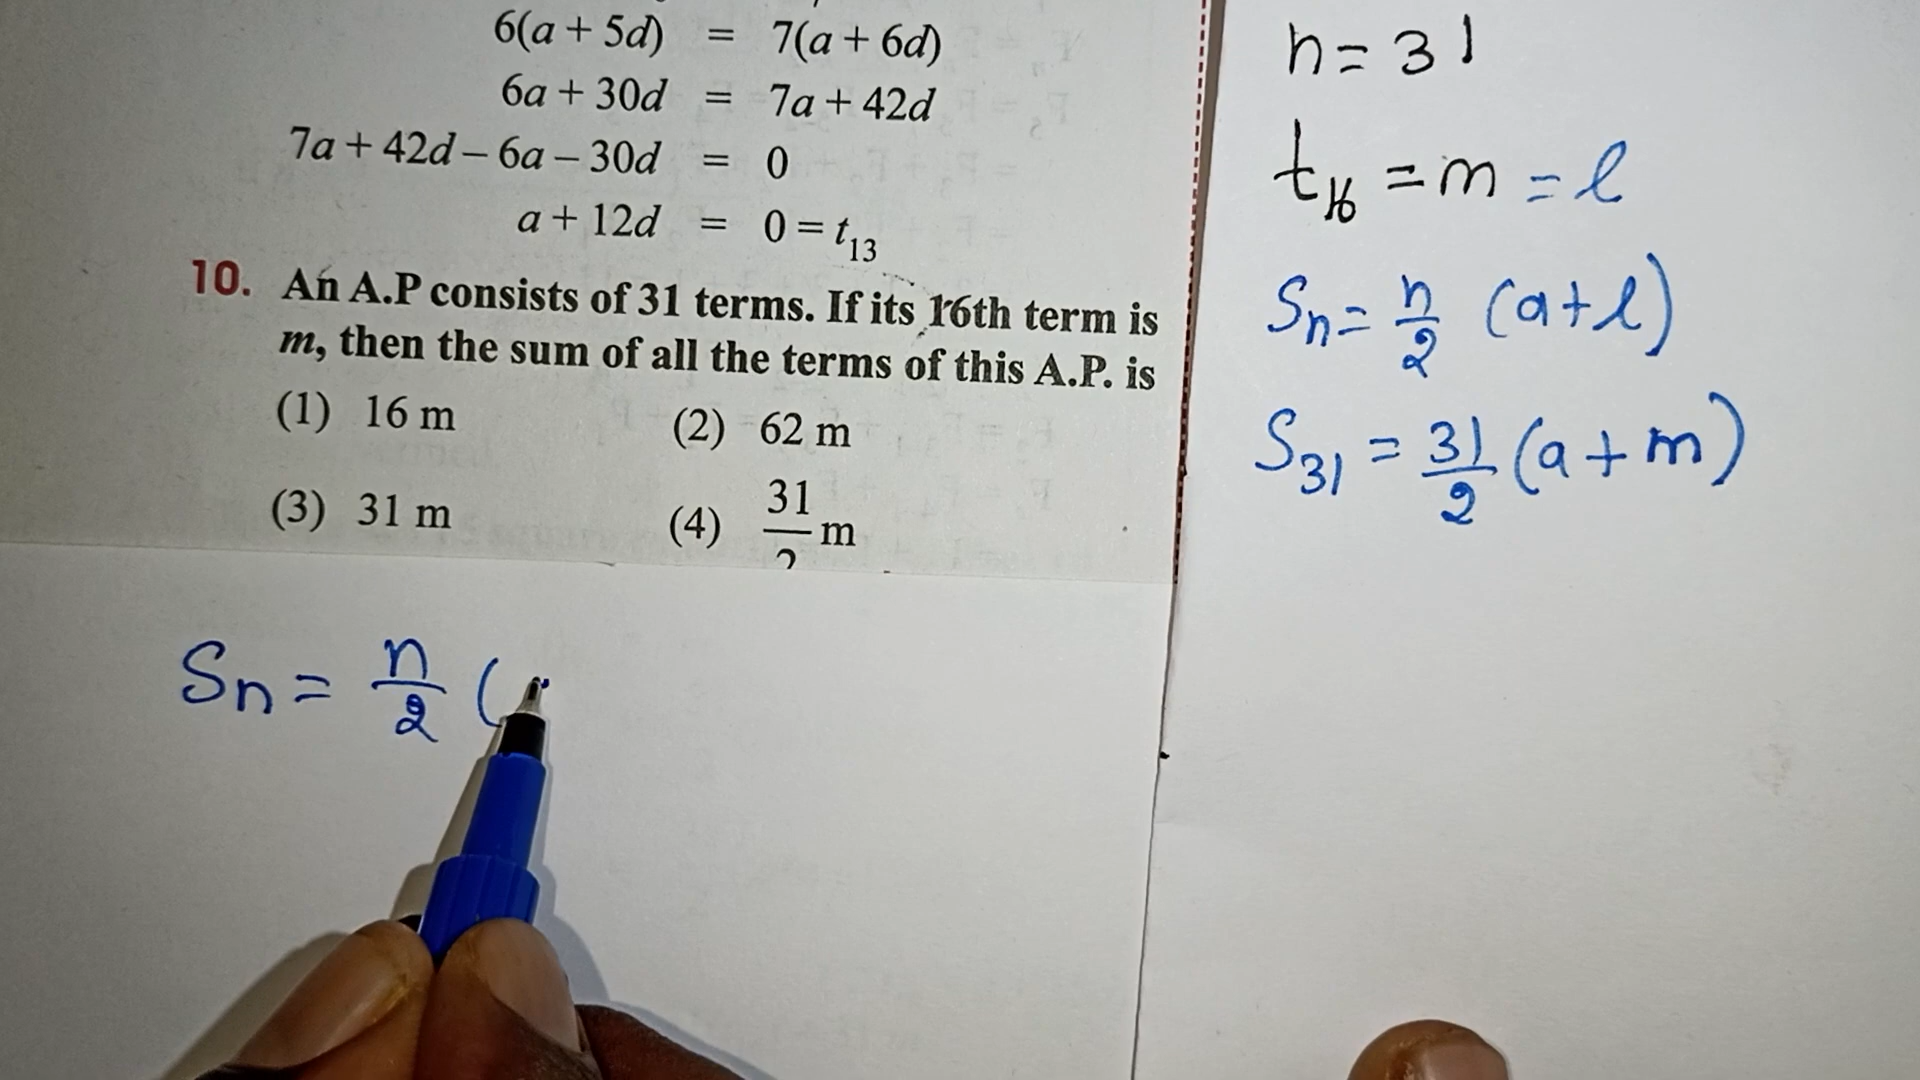 6(a + 5d) = 7(a + 6d)
6a + 30d = 7a + 42d
7a + 42d – 6a – 30d = 0
a + 12d = 0 = t13
10. An A.P consists of 31 terms. If its 16th term is
m, then the sum of all the terms of this A.P. is
(1) 16 m (2) 62 m
(3) 31 m (4) 31/2 m
Sn = n/2 (
n = 31
t16 = m = l
Sn = n/2 (a + l)
S31 = 31/2 (a + m)